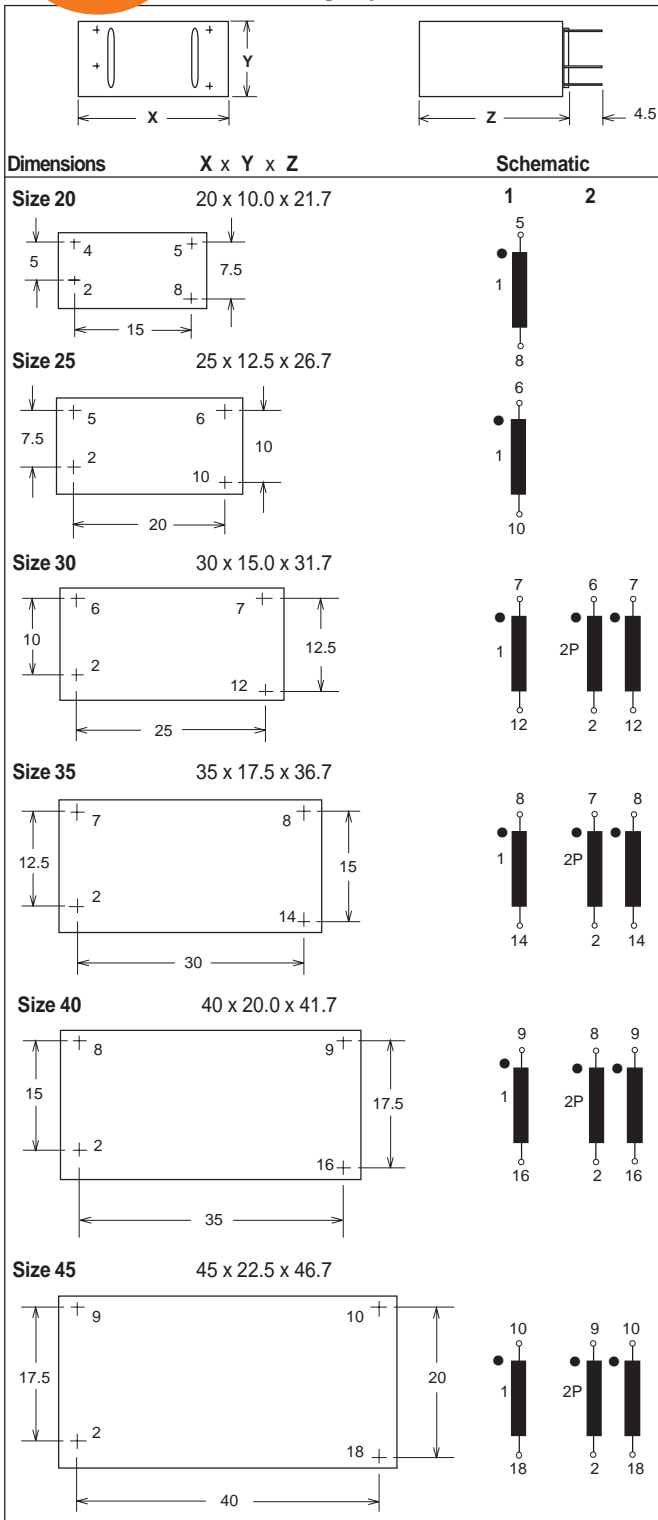 Y
X
Z
4.5
Dimensions X x Y x Z Schematic
Size 20 20 x 10.0 x 21.7 1 2
5
4 5
5 7.5
2 8
1
15
8
Size 25 25 x 12.5 x 26.7
6
5 6
7.5 10
2
10
1
20
10
Size 30 30 x 15.0 x 31.7
7 6 7
6 7
10 12.5
2 12
1 2P
25
12 2 12
Size 35 35 x 17.5 x 36.7
8 7 8
7 8
12.5 15
2 14
1 2P
30
14 2 14
Size 40 40 x 20.0 x 41.7
9 8 9
8 9
15 17.5
2 16
1 2P
35
16 2 16
Size 45 45 x 22.5 x 46.7
10 9 10
9 10
17.5 20
2 18
1 2P
40
18 2 18